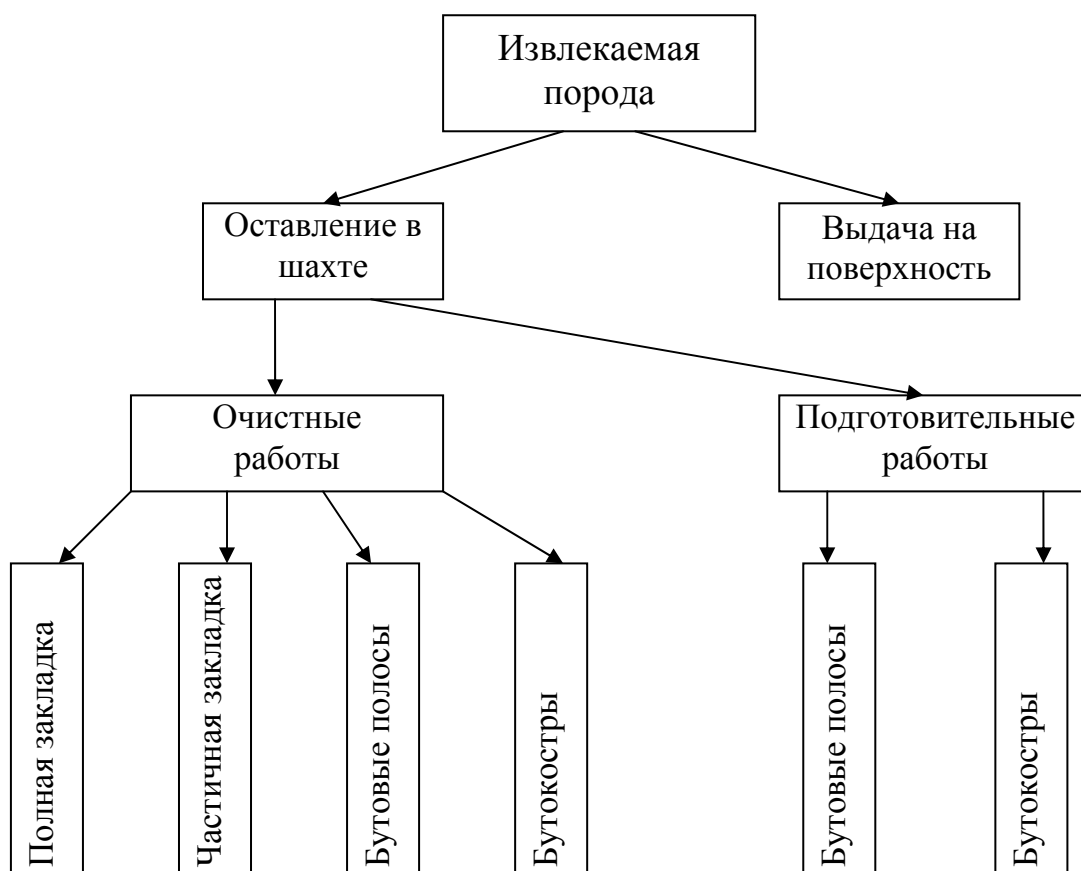 Извлекаемая
порода
Оставление в
шахте
Выдача на
поверхность
Очистные
работы
Подготовительные
работы
Полная закладка
Частичная закладка
Бутовые полосы
Бутокостры
Бутовые полосы
Бутокостры